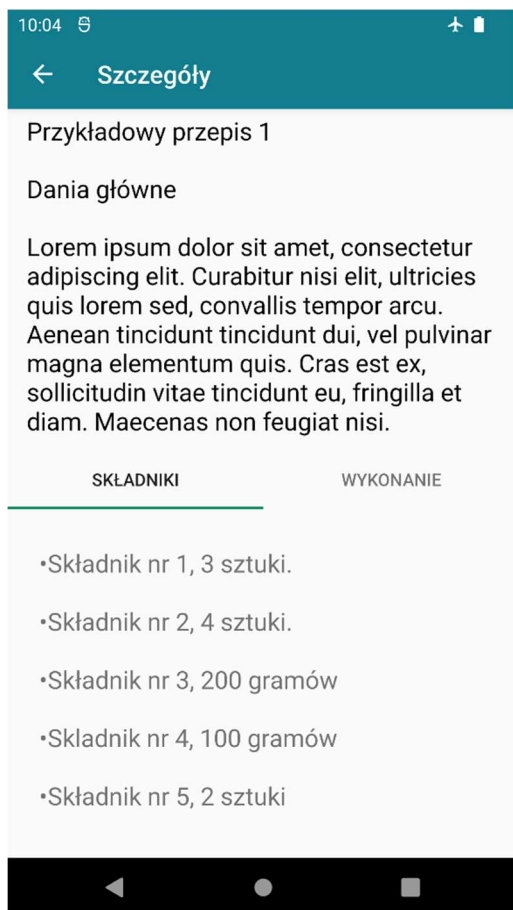 10:04
Szczegóły
Przykładowy przepis 1
Dania główne
Lorem ipsum dolor sit amet, consectetur
adipiscing elit. Curabitur nisi elit, ultricies
quis lorem sed, convallis tempor arcu.
Aenean tincidunt tincidunt dui, vel pulvinar
magna elementum quis. Cras est ex,
sollicitudin vitae tincidunt eu, fringilla et
diam. Maecenas non feugiat nisi.
SKŁADNIKI WYKONANIE
•Składnik nr 1, 3 sztuki.
•Składnik nr 2, 4 sztuki.
•Składnik nr 3, 200 gramów
•Skladnik nr 4, 100 gramów
•Składnik nr 5, 2 sztuki